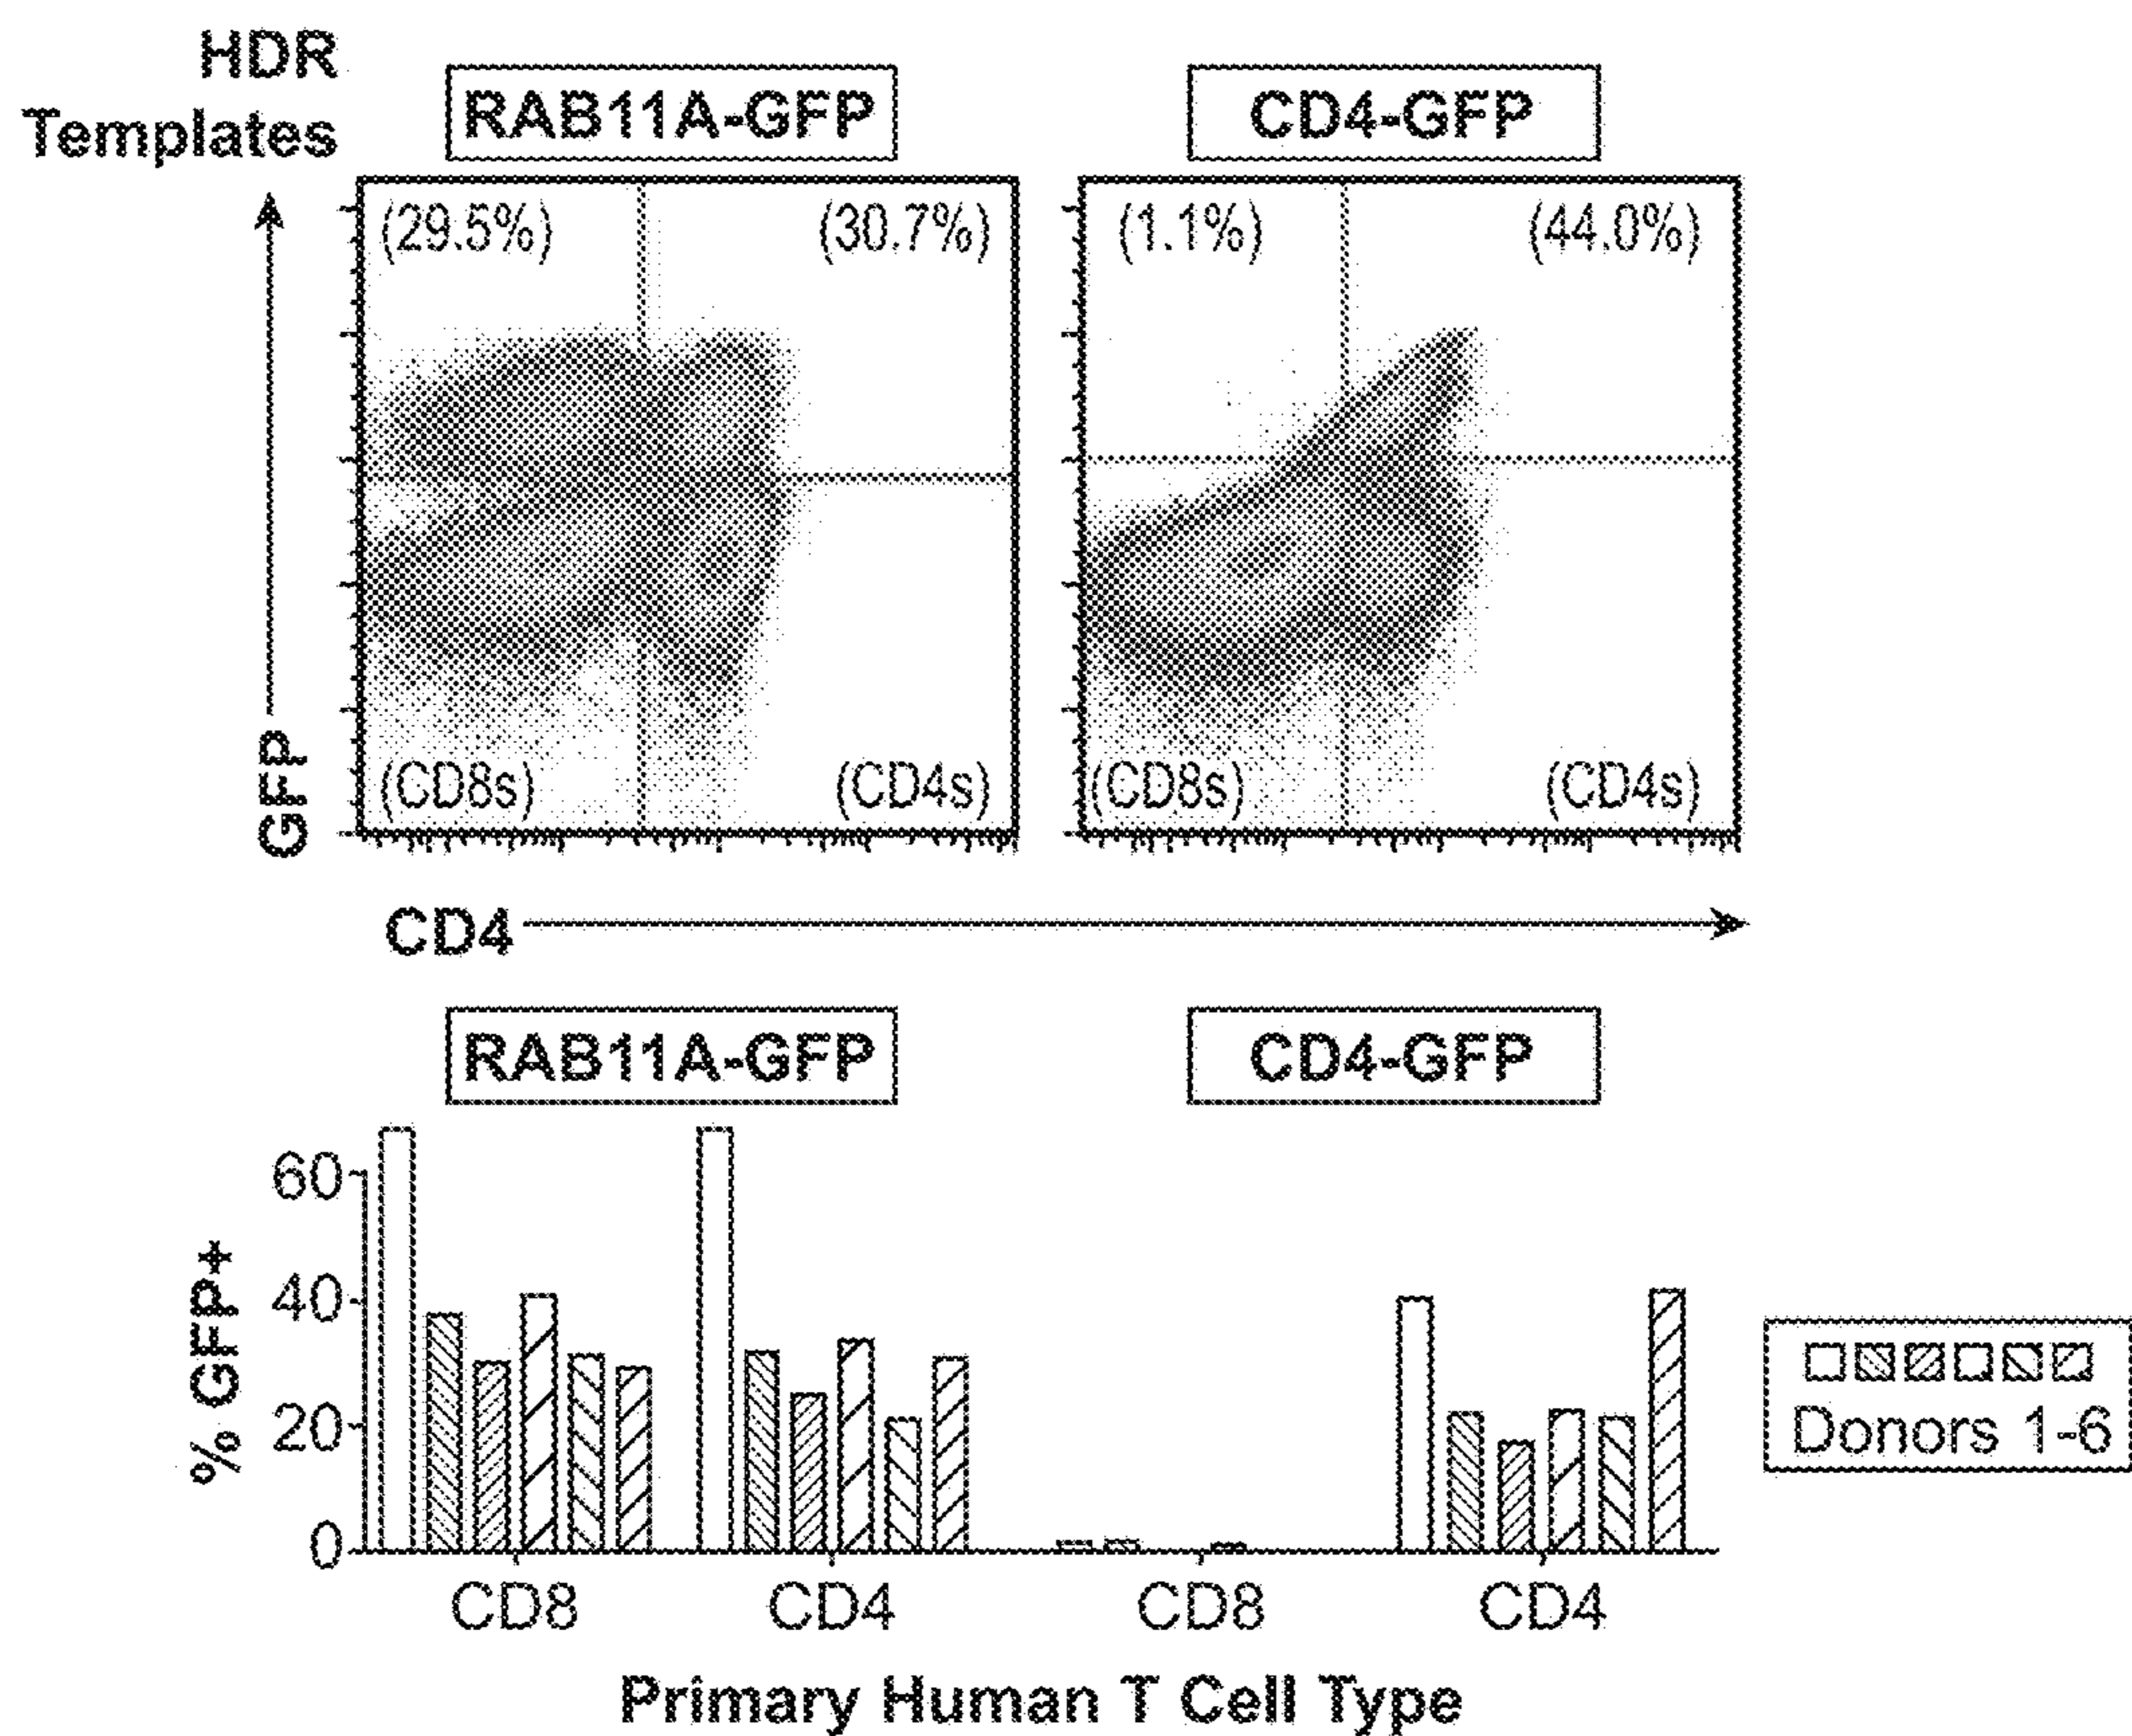 HDR
Templates
RAB11A-GFP
CD4-GFP
(29.5%)
(30.7%)
(1.1%)
(44.0%)
GFP
(CD8s)
(CD4s)
(CD8s)
(CD4s)
CD4
RAB11A-GFP
CD4-GFP
% GFP+
60
40
20
0
CD8
CD4
CD8
CD4
Donors 1-6
Primary Human T Cell Type